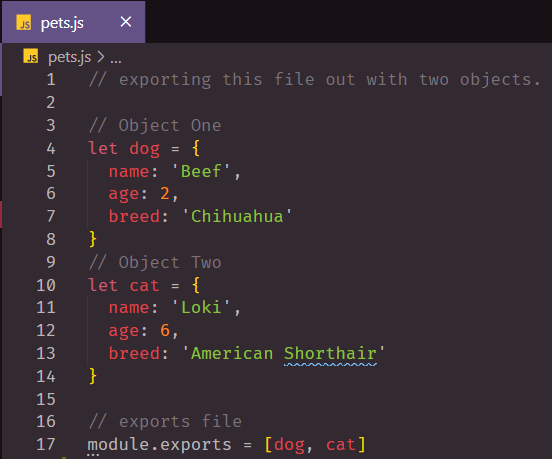 JS pets.js ×
JS pets.js > ...
1 // exporting this file out with two objects.
2
3 // Object One
4 let dog = {
5   name: 'Beef',
6   age: 2,
7   breed: 'Chihuahua'
8 }
9 // Object Two
10 let cat = {
11   name: 'Loki',
12   age: 6,
13   breed: 'American Shorthair'
14 }
15
16 // exports file
17 module.exports = [dog, cat]